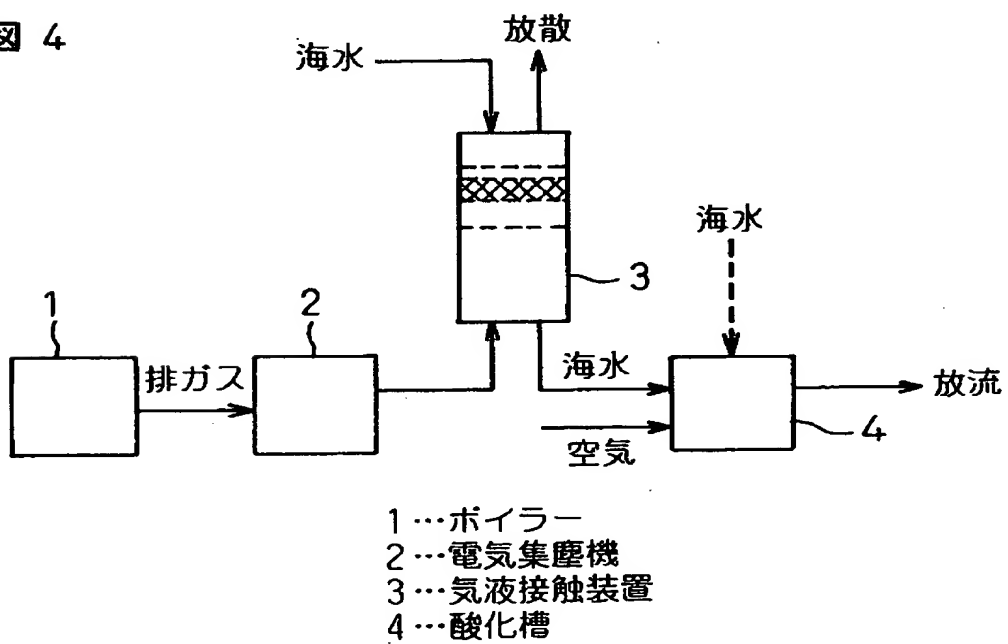 図 4
放散
海水
海水
3
1
2
排ガス
海水
放流
空気
4
1…ボイラー
2…電気集塵機
3…気液接触装置
4…酸化槽